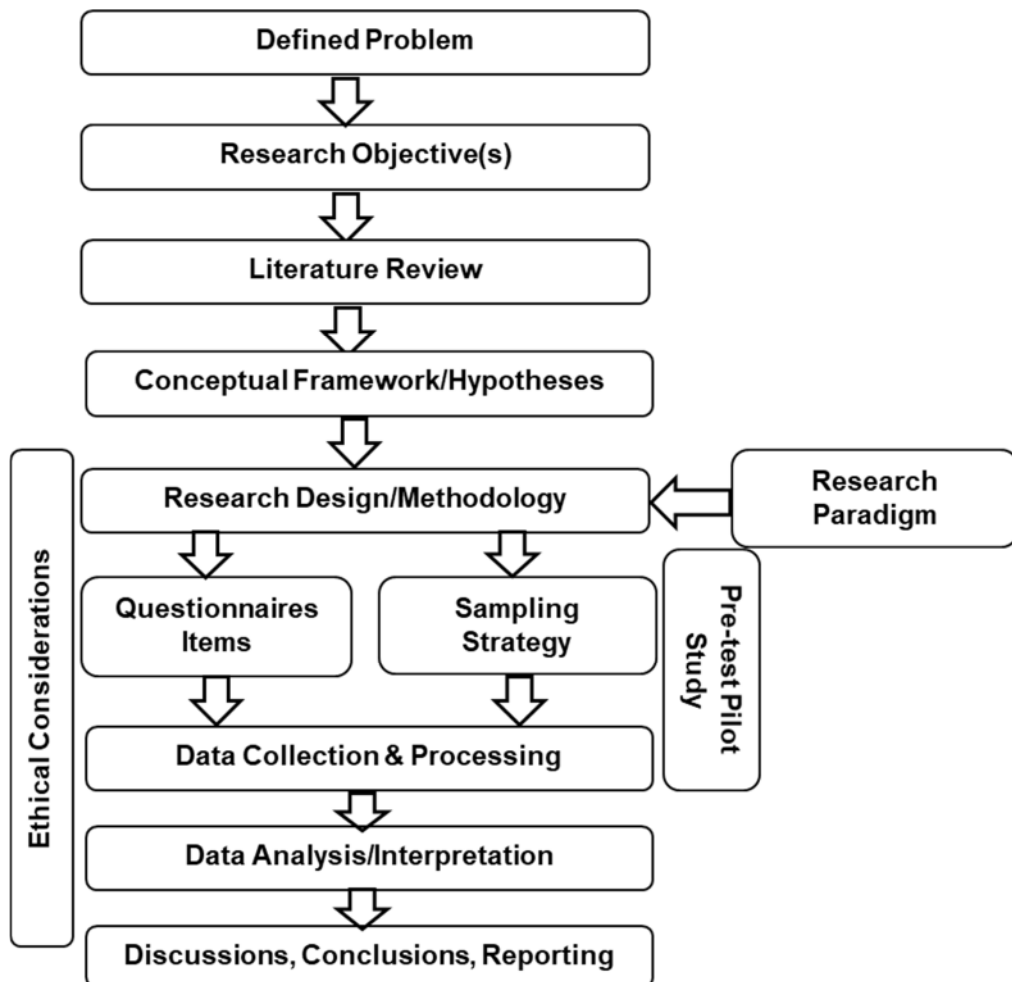 Defined Problem
Research Objective(s)
Literature Review
Conceptual Framework/Hypotheses
Research Design/Methodology
Research
Paradigm
Questionnaires
Items
Sampling
Strategy
Pre-test Pilot
Study
Ethical Considerations
Data Collection & Processing
Data Analysis/Interpretation
Discussions, Conclusions, Reporting